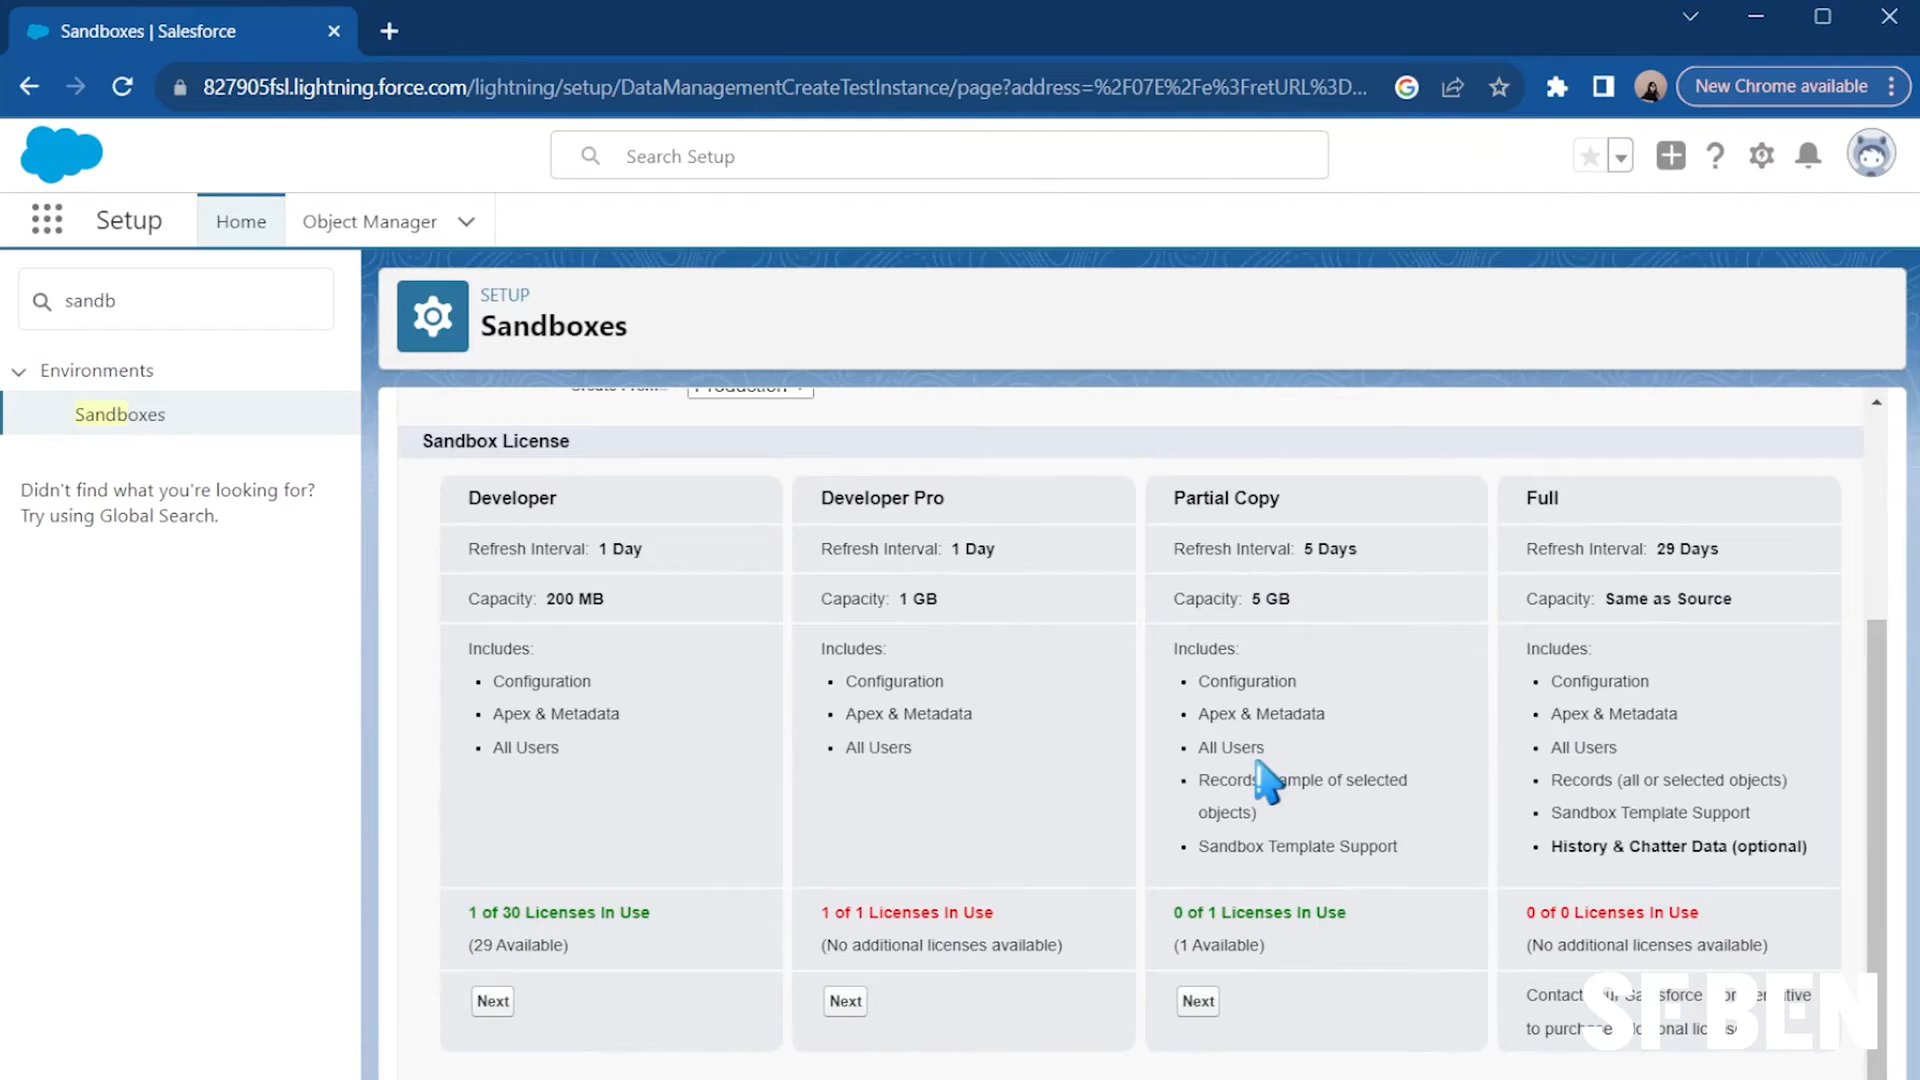 Sandboxes | Salesforce
827905fsl.lightning.force.com/lightning/setup/DataManagementCreateTestInstance/page?address=%2F07E%2Fe%3FretURL%3D...
New Chrome available
Search Setup
Setup
Home
Object Manager
sandb
Environments
Sandboxes
Didn't find what you're looking for?
Try using Global Search.
SETUP
Sandboxes
Production
Sandbox License
Developer
Refresh Interval: 1 Day
Capacity: 200 MB
Includes:
• Configuration
• Apex & Metadata
• All Users
1 of 30 Licenses In Use
(29 Available)
Next
Developer Pro
Refresh Interval: 1 Day
Capacity: 1 GB
Includes:
• Configuration
• Apex & Metadata
• All Users
1 of 1 Licenses In Use
(No additional licenses available)
Next
Partial Copy
Refresh Interval: 5 Days
Capacity: 5 GB
Includes:
• Configuration
• Apex & Metadata
• All Users
• Records of selected
objects)
• Sandbox Template Support
0 of 1 Licenses In Use
(1 Available)
Next
Full
Refresh Interval: 29 Days
Capacity: Same as Source
Includes:
• Configuration
• Apex & Metadata
• All Users
• Records (all or selected objects)
• Sandbox Template Support
• History & Chatter Data (optional)
0 of 0 Licenses In Use
(No additional licenses available)
Contact
to
SF BEN